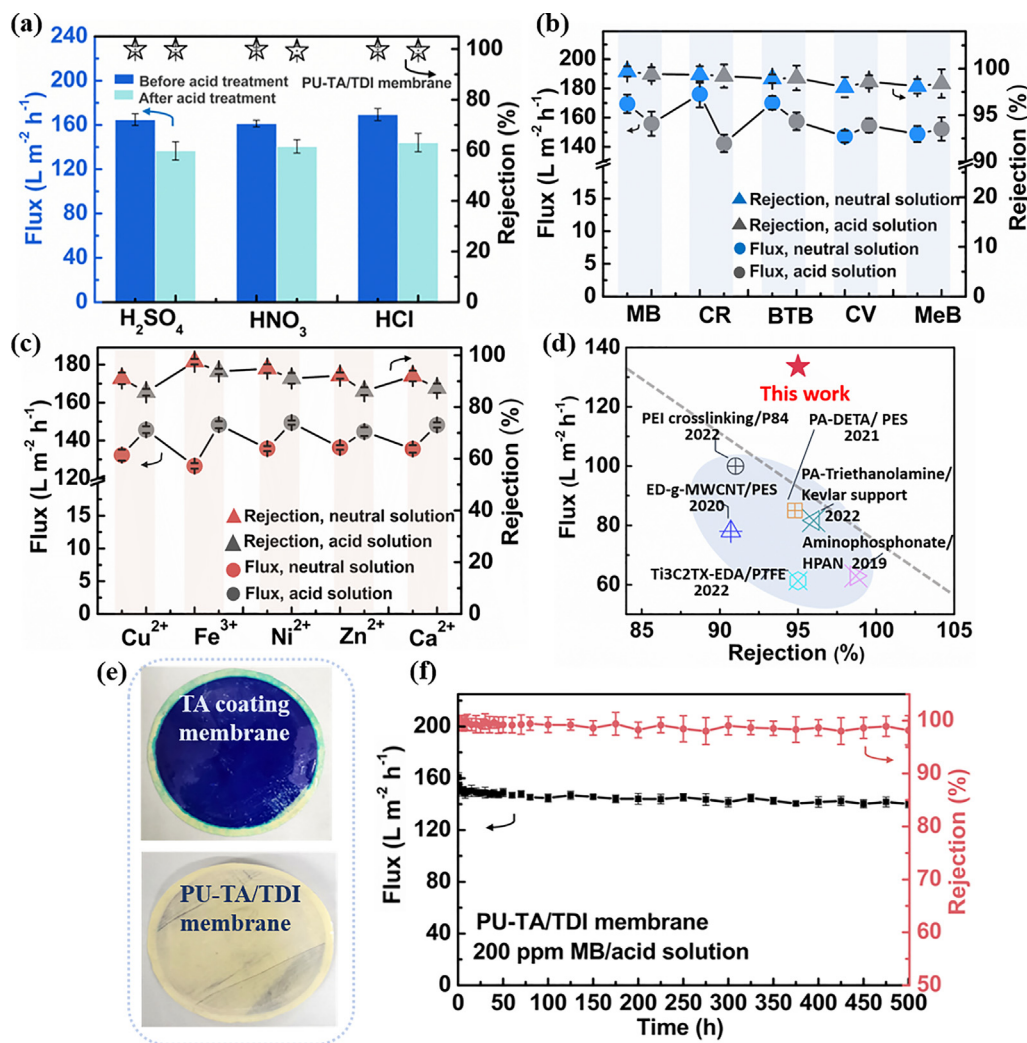 (a)
240
200
160
120
80
40
0
Flux (L m⁻² h⁻¹)
Before acid treatment
After acid treatment
PU-TA/TDI membrane
100
80
60
40
20
0
Rejection (%)
H₂SO₄
HNO₃
HCl
(b)
200
180
160
140
15
10
5
0
Flux (L m⁻² h⁻¹)
Rejection, neutral solution
Rejection, acid solution
Flux, neutral solution
Flux, acid solution
100
95
90
20
10
0
Rejection (%)
MB
CR
BTB
CV
MeB
(c)
180
160
140
120
15
10
5
0
Flux (L m⁻² h⁻¹)
Rejection, neutral solution
Rejection, acid solution
Flux, neutral solution
Flux, acid solution
100
80
60
40
20
0
Rejection (%)
Cu²⁺
Fe³⁺
Ni²⁺
Zn²⁺
Ca²⁺
(d)
140
120
100
80
60
Flux (L m⁻² h⁻¹)
This work
PEI crosslinking/P84
2022
PA-DETA/ PES
2021
ED-g-MWCNT/PES
2020
PA-Triethanolamine/
Kevlar support
2022
Aminophosphonate/
HPAN 2019
Ti3C2TX-EDA/PTFE
2022
85
90
95
100
105
Rejection (%)
(e)
TA coating
membrane
PU-TA/TDI
membrane
(f)
200
160
140
40
0
Flux (L m⁻² h⁻¹)
PU-TA/TDI membrane
200 ppm MB/acid solution
100
90
80
70
60
50
Rejection (%)
0
50
100
150
200
250
300
350
400
450
500
Time (h)